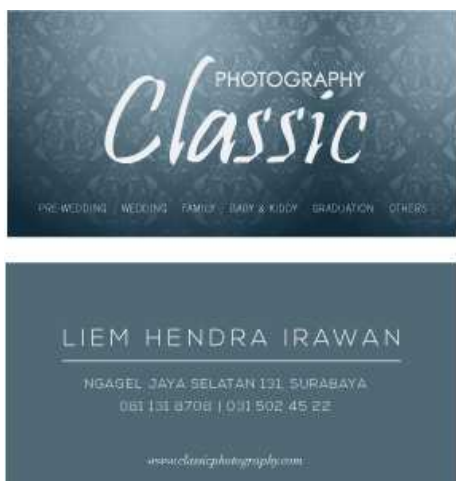 PHOTOGRAPHY
Classic
PRE-WEDDING WEDDING FAMILY BABY & KIDDY GRADUATION OTHERS
LIEM HENDRA IRAWAN
NGAGEL JAYA SELATAN 131, SURABAYA
081 131 8708 | 031 502 45 22
www.classicphotography.com